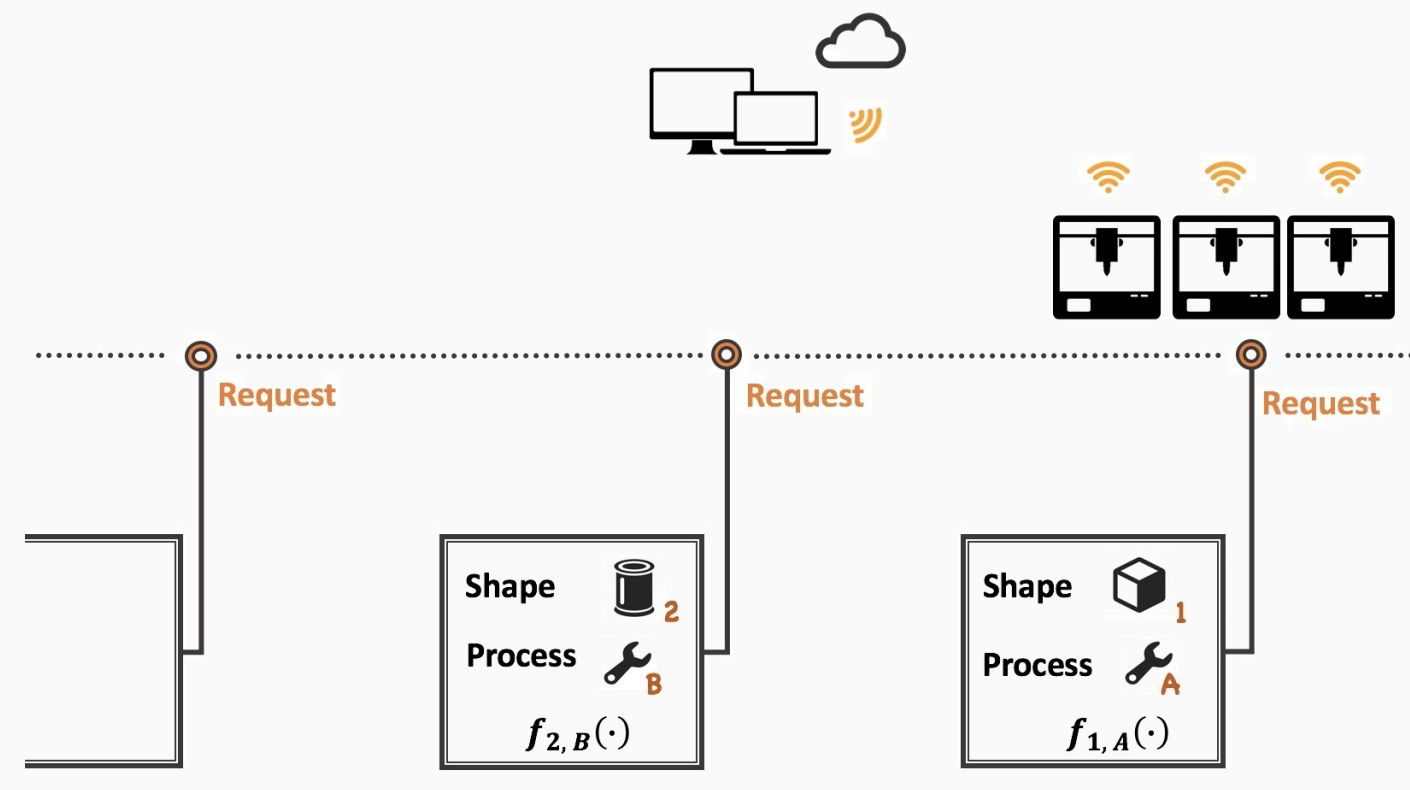 Request
Request
Request
Shape 2
Process B
f2, B(·)
Shape 1
Process A
f1, A(·)